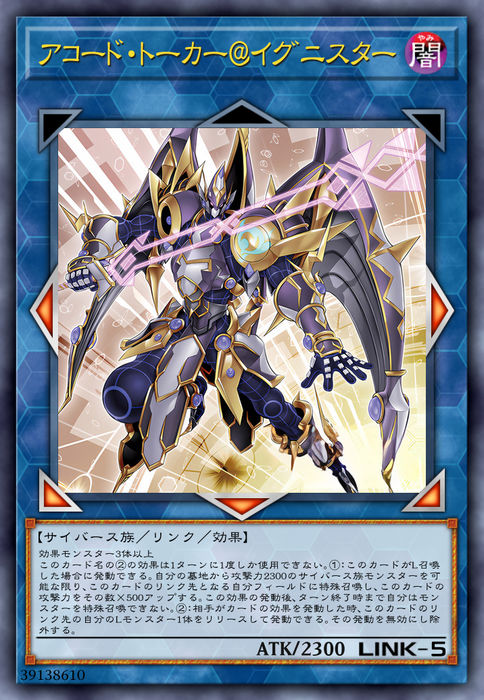 アコード・トーカー@イグニスター
やみ
闇
【サイバース族／リンク／効果】
効果モンスター3体以上
このカード名の②の効果は1ターンに1度しか使用できない。①：このカードがL召喚
した場合に発動できる。自分の墓地から攻撃力2300のサイバース族モンスターを可
能な限り、このカードのリンク先となる自分フィールドに特殊召喚し、このカードの
攻撃力をその数×500アップする。この効果の発動後、ターン終了時まで自分はモン
スターを特殊召喚できない。②：相手がカードの効果を発動した時、このカードのリ
ンク先の自分のLモンスター1体をリリースして発動できる。その発動を無効にし除
外する。
ATK/2300 LINK-5
39138610